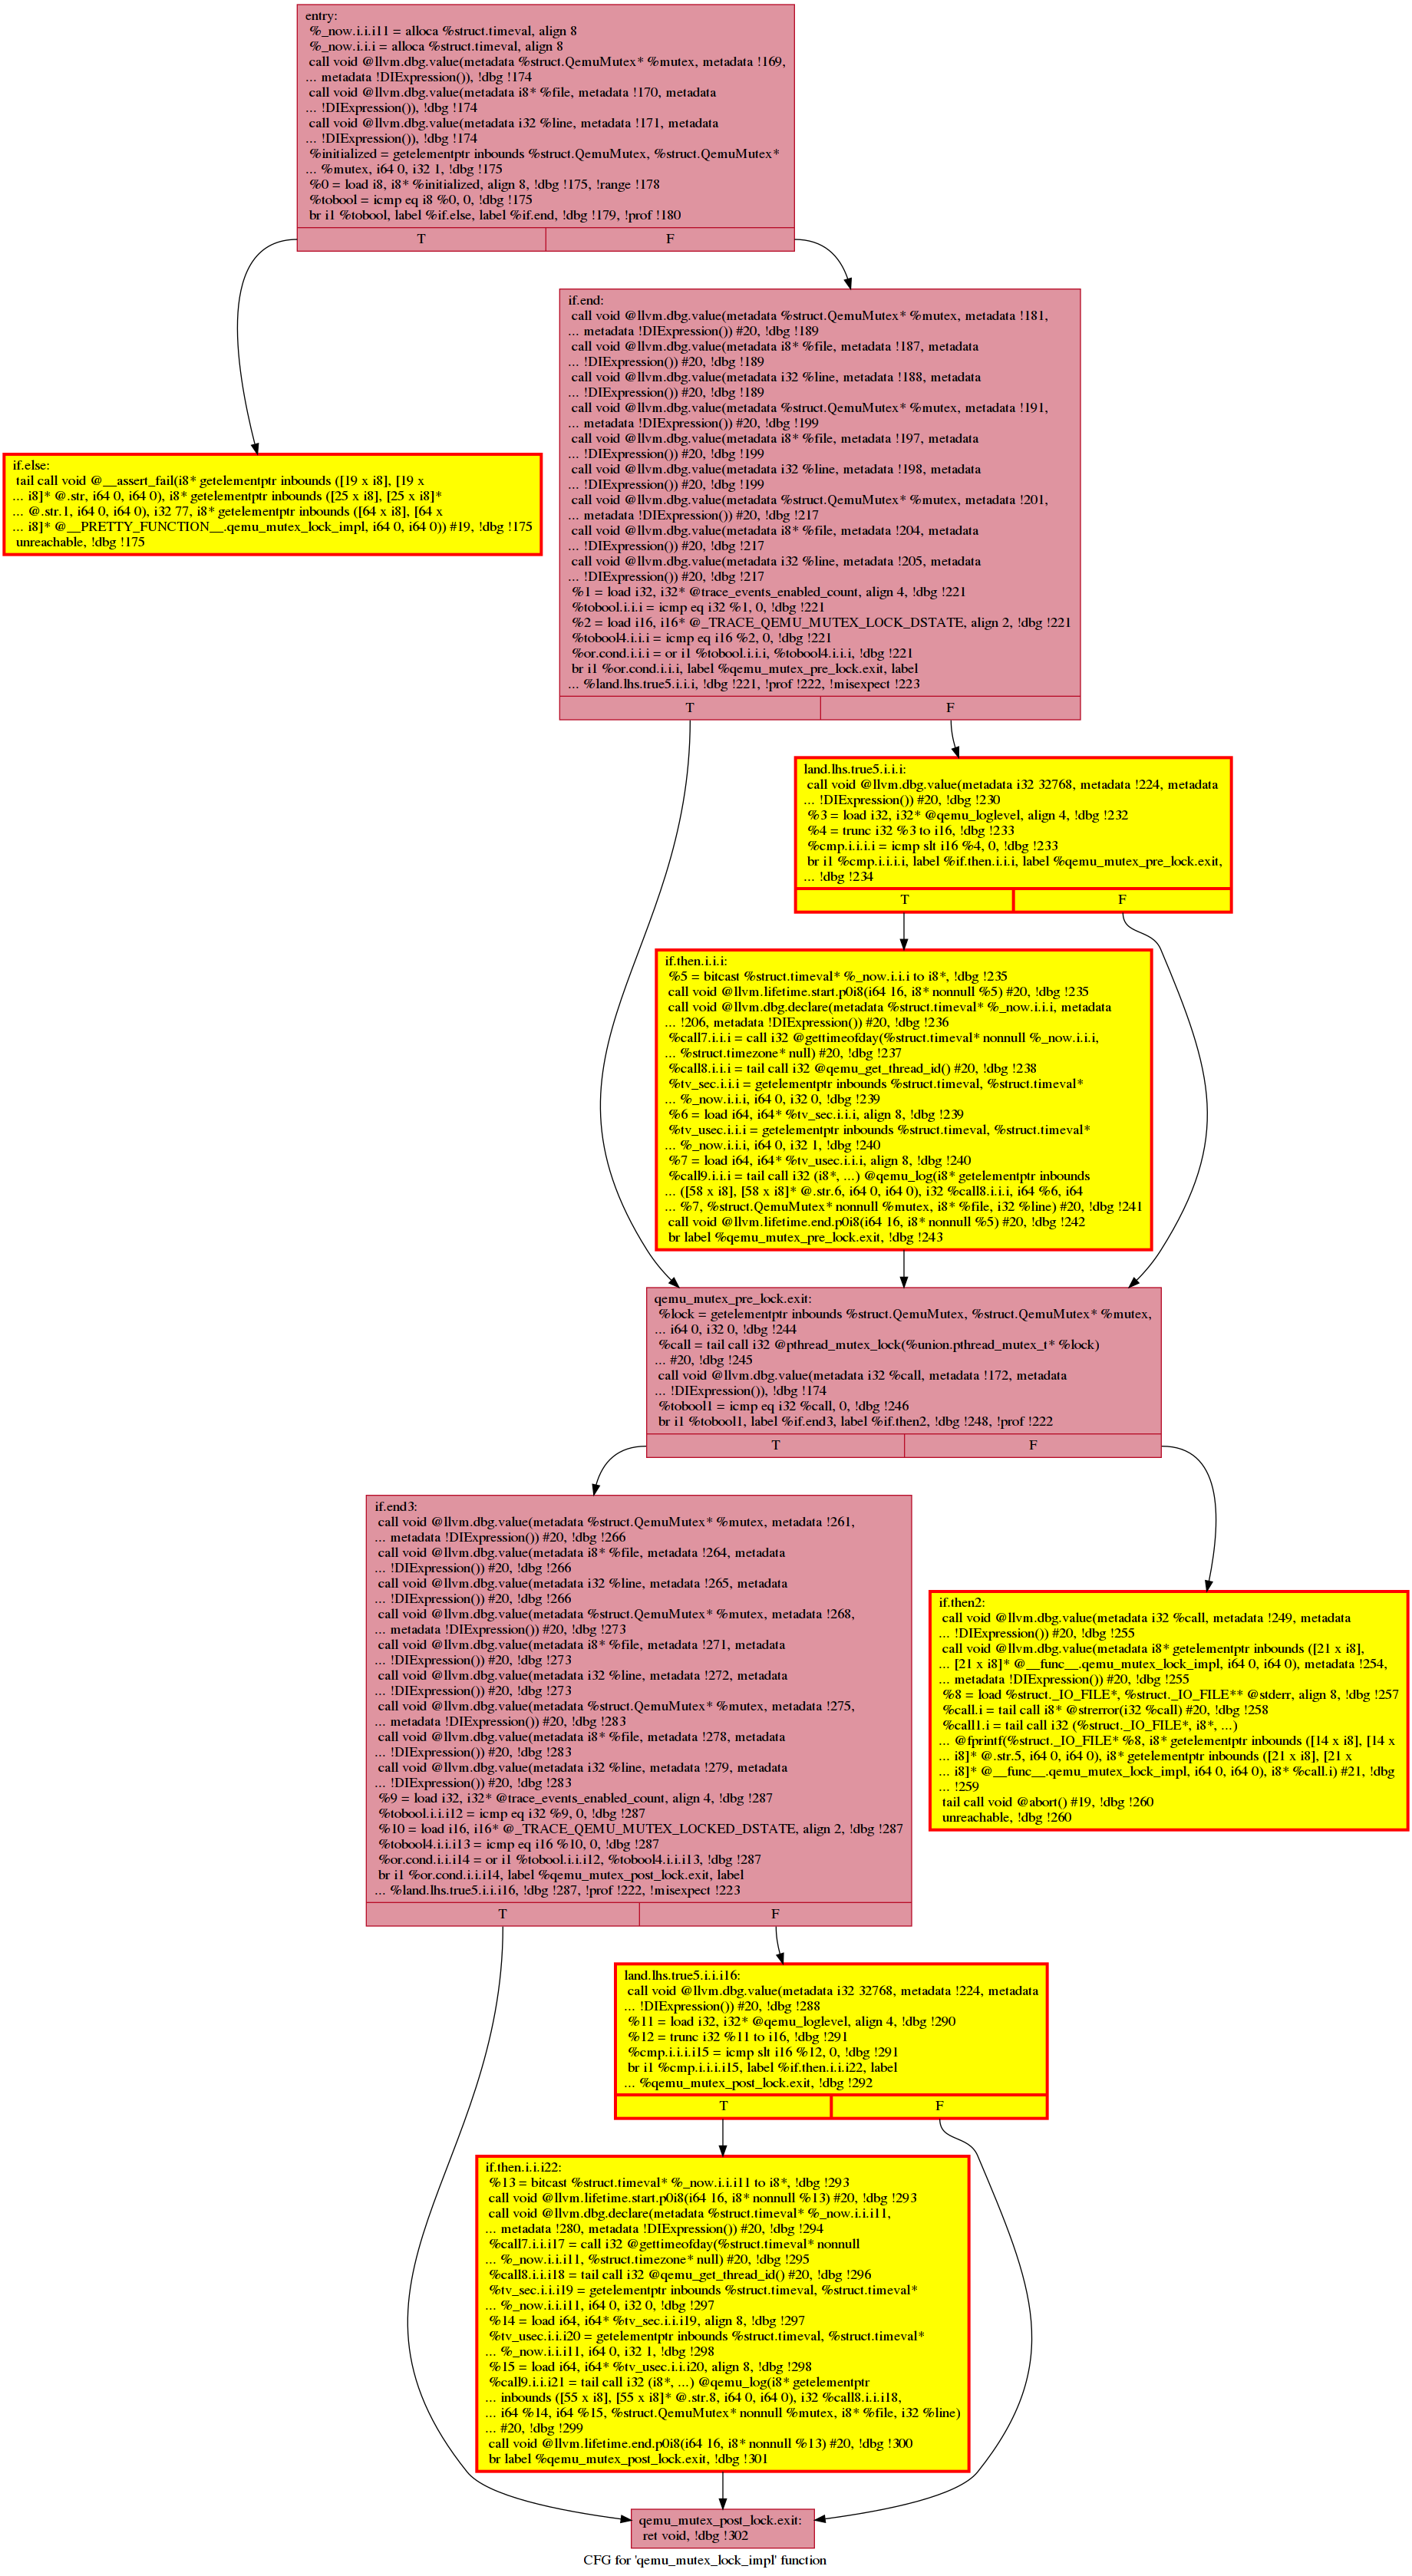 entry:
%_now.i.i.i11 = alloca %struct.timeval, align 8
%_now.i.i.i = alloca %struct.timeval, align 8
call void @llvm.dbg.value(metadata %struct.QemuMutex* %mutex, metadata !169,
... metadata !DIExpression()), !dbg !174
call void @llvm.dbg.value(metadata i8* %file, metadata !170, metadata
... !DIExpression()), !dbg !174
call void @llvm.dbg.value(metadata i32 %line, metadata !171, metadata
... !DIExpression()), !dbg !174
%initialized = getelementptr inbounds %struct.QemuMutex, %struct.QemuMutex*
... %mutex, i64 0, i32 1, !dbg !175
%0 = load i8, i8* %initialized, align 8, !dbg !175, !range !178
%tobool = icmp eq i8 %0, 0, !dbg !175
br i1 %tobool, label %if.else, label %if.end, !dbg !179, !prof !180
T F
if.end:
call void @llvm.dbg.value(metadata %struct.QemuMutex* %mutex, metadata !181,
... metadata !DIExpression()) #20, !dbg !189
call void @llvm.dbg.value(metadata i8* %file, metadata !187, metadata
... !DIExpression()) #20, !dbg !189
call void @llvm.dbg.value(metadata i32 %line, metadata !188, metadata
... !DIExpression()) #20, !dbg !189
call void @llvm.dbg.value(metadata %struct.QemuMutex* %mutex, metadata !191,
... metadata !DIExpression()) #20, !dbg !199
call void @llvm.dbg.value(metadata i8* %file, metadata !197, metadata
... !DIExpression()) #20, !dbg !199
call void @llvm.dbg.value(metadata i32 %line, metadata !198, metadata
... !DIExpression()) #20, !dbg !199
call void @llvm.dbg.value(metadata %struct.QemuMutex* %mutex, metadata !201,
... metadata !DIExpression()) #20, !dbg !217
call void @llvm.dbg.value(metadata i8* %file, metadata !204, metadata
... !DIExpression()) #20, !dbg !217
call void @llvm.dbg.value(metadata i32 %line, metadata !205, metadata
... !DIExpression()) #20, !dbg !217
%1 = load i32, i32* @trace_events_enabled_count, align 4, !dbg !221
%tobool.i.i.i = icmp eq i32 %1, 0, !dbg !221
%2 = load i16, i16* @_TRACE_QEMU_MUTEX_LOCK_DSTATE, align 2, !dbg !221
%tobool4.i.i.i = icmp eq i16 %2, 0, !dbg !221
%or.cond.i.i.i = or i1 %tobool.i.i.i, %tobool4.i.i.i, !dbg !221
br i1 %or.cond.i.i.i, label %qemu_mutex_pre_lock.exit, label
... %land.lhs.true5.i.i.i, !dbg !221, !prof !222, !misexpect !223
T F
if.else:
tail call void @__assert_fail(i8* getelementptr inbounds ([19 x i8], [19 x
... i8]* @.str, i64 0, i64 0), i8* getelementptr inbounds ([25 x i8], [25 x i8]*
... @.str.1, i64 0, i64 0), i32 77, i8* getelementptr inbounds ([64 x i8], [64 x
... i8]* @__PRETTY_FUNCTION__.qemu_mutex_lock_impl, i64 0, i64 0)) #19, !dbg !175
unreachable, !dbg !175
land.lhs.true5.i.i.i:
call void @llvm.dbg.value(metadata i32 32768, metadata !224, metadata
... !DIExpression()) #20, !dbg !230
%3 = load i32, i32* @qemu_loglevel, align 4, !dbg !232
%4 = trunc i32 %3 to i16, !dbg !233
%cmp.i.i.i.i = icmp slt i16 %4, 0, !dbg !233
br i1 %cmp.i.i.i.i, label %if.then.i.i.i, label %qemu_mutex_pre_lock.exit,
... !dbg !234
T F
if.then.i.i.i:
%5 = bitcast %struct.timeval* %_now.i.i.i to i8*, !dbg !235
call void @llvm.lifetime.start.p0i8(i64 16, i8* nonnull %5) #20, !dbg !235
call void @llvm.dbg.declare(metadata %struct.timeval* %_now.i.i.i, metadata
... !206, metadata !DIExpression()) #20, !dbg !236
%call7.i.i.i = call i32 @gettimeofday(%struct.timeval* nonnull %_now.i.i.i,
... %struct.timezone* null) #20, !dbg !237
%call8.i.i.i = tail call i32 @qemu_get_thread_id() #20, !dbg !238
%tv_sec.i.i.i = getelementptr inbounds %struct.timeval, %struct.timeval*
... %_now.i.i.i, i64 0, i32 0, !dbg !239
%6 = load i64, i64* %tv_sec.i.i.i, align 8, !dbg !239
%tv_usec.i.i.i = getelementptr inbounds %struct.timeval, %struct.timeval*
... %_now.i.i.i, i64 0, i32 1, !dbg !240
%7 = load i64, i64* %tv_usec.i.i.i, align 8, !dbg !240
%call9.i.i.i = tail call i32 (i8*, ...) @qemu_log(i8* getelementptr inbounds
... ([58 x i8], [58 x i8]* @.str.6, i64 0, i64 0), i32 %call8.i.i.i, i64 %6, i64
... %7, %struct.QemuMutex* nonnull %mutex, i8* %file, i32 %line) #20, !dbg !241
call void @llvm.lifetime.end.p0i8(i64 16, i8* nonnull %5) #20, !dbg !242
br label %qemu_mutex_pre_lock.exit, !dbg !243
qemu_mutex_pre_lock.exit:
%lock = getelementptr inbounds %struct.QemuMutex, %struct.QemuMutex* %mutex,
... i64 0, i32 0, !dbg !244
%call = tail call i32 @pthread_mutex_lock(%union.pthread_mutex_t* %lock)
... #20, !dbg !245
call void @llvm.dbg.value(metadata i32 %call, metadata !172, metadata
... !DIExpression()), !dbg !174
%tobool1 = icmp eq i32 %call, 0, !dbg !246
br i1 %tobool1, label %if.end3, label %if.then2, !dbg !248, !prof !222
T F
if.end3:
call void @llvm.dbg.value(metadata %struct.QemuMutex* %mutex, metadata !261,
... metadata !DIExpression()) #20, !dbg !266
call void @llvm.dbg.value(metadata i8* %file, metadata !264, metadata
... !DIExpression()) #20, !dbg !266
call void @llvm.dbg.value(metadata i32 %line, metadata !265, metadata
... !DIExpression()) #20, !dbg !266
call void @llvm.dbg.value(metadata %struct.QemuMutex* %mutex, metadata !268,
... metadata !DIExpression()) #20, !dbg !273
call void @llvm.dbg.value(metadata i8* %file, metadata !271, metadata
... !DIExpression()) #20, !dbg !273
call void @llvm.dbg.value(metadata i32 %line, metadata !272, metadata
... !DIExpression()) #20, !dbg !273
call void @llvm.dbg.value(metadata %struct.QemuMutex* %mutex, metadata !275,
... metadata !DIExpression()) #20, !dbg !283
call void @llvm.dbg.value(metadata i8* %file, metadata !278, metadata
... !DIExpression()) #20, !dbg !283
call void @llvm.dbg.value(metadata i32 %line, metadata !279, metadata
... !DIExpression()) #20, !dbg !283
%9 = load i32, i32* @trace_events_enabled_count, align 4, !dbg !287
%tobool.i.i.i12 = icmp eq i32 %9, 0, !dbg !287
%10 = load i16, i16* @_TRACE_QEMU_MUTEX_LOCKED_DSTATE, align 2, !dbg !287
%tobool4.i.i.i13 = icmp eq i16 %10, 0, !dbg !287
%or.cond.i.i.i14 = or i1 %tobool.i.i.i12, %tobool4.i.i.i13, !dbg !287
br i1 %or.cond.i.i.i14, label %qemu_mutex_post_lock.exit, label
... %land.lhs.true5.i.i.i16, !dbg !287, !prof !222, !misexpect !223
T F
if.then2:
call void @llvm.dbg.value(metadata i32 %call, metadata !249, metadata
... !DIExpression()) #20, !dbg !255
call void @llvm.dbg.value(metadata i8* getelementptr inbounds ([21 x i8],
... [21 x i8]* @__func__.qemu_mutex_lock_impl, i64 0, i64 0), metadata !254,
... metadata !DIExpression()) #20, !dbg !255
%8 = load %struct._IO_FILE*, %struct._IO_FILE** @stderr, align 8, !dbg !257
%call.i = tail call i8* @strerror(i32 %call) #20, !dbg !258
%call1.i = tail call i32 (%struct._IO_FILE*, i8*, ...)
... @fprintf(%struct._IO_FILE* %8, i8* getelementptr inbounds ([14 x i8], [14 x
... i8]* @.str.5, i64 0, i64 0), i8* getelementptr inbounds ([21 x i8], [21 x
... i8]* @__func__.qemu_mutex_lock_impl, i64 0, i64 0), i8* %call.i) #21, !dbg
... !259
tail call void @abort() #19, !dbg !260
unreachable, !dbg !260
land.lhs.true5.i.i.i16:
call void @llvm.dbg.value(metadata i32 32768, metadata !224, metadata
... !DIExpression()) #20, !dbg !288
%11 = load i32, i32* @qemu_loglevel, align 4, !dbg !290
%12 = trunc i32 %11 to i16, !dbg !291
%cmp.i.i.i.i15 = icmp slt i16 %12, 0, !dbg !291
br i1 %cmp.i.i.i.i15, label %if.then.i.i.i22, label
... %qemu_mutex_post_lock.exit, !dbg !292
T F
if.then.i.i.i22:
%13 = bitcast %struct.timeval* %_now.i.i.i11 to i8*, !dbg !293
call void @llvm.lifetime.start.p0i8(i64 16, i8* nonnull %13) #20, !dbg !293
call void @llvm.dbg.declare(metadata %struct.timeval* %_now.i.i.i11,
... metadata !280, metadata !DIExpression()) #20, !dbg !294
%call7.i.i.i17 = call i32 @gettimeofday(%struct.timeval* nonnull
... %_now.i.i.i11, %struct.timezone* null) #20, !dbg !295
%call8.i.i.i18 = tail call i32 @qemu_get_thread_id() #20, !dbg !296
%tv_sec.i.i.i19 = getelementptr inbounds %struct.timeval, %struct.timeval*
... %_now.i.i.i11, i64 0, i32 0, !dbg !297
%14 = load i64, i64* %tv_sec.i.i.i19, align 8, !dbg !297
%tv_usec.i.i.i20 = getelementptr inbounds %struct.timeval, %struct.timeval*
... %_now.i.i.i11, i64 0, i32 1, !dbg !298
%15 = load i64, i64* %tv_usec.i.i.i20, align 8, !dbg !298
%call9.i.i.i21 = tail call i32 (i8*, ...) @qemu_log(i8* getelementptr
... inbounds ([55 x i8], [55 x i8]* @.str.8, i64 0, i64 0), i32 %call8.i.i.i18,
... i64 %14, i64 %15, %struct.QemuMutex* nonnull %mutex, i8* %file, i32 %line)
... #20, !dbg !299
call void @llvm.lifetime.end.p0i8(i64 16, i8* nonnull %13) #20, !dbg !300
br label %qemu_mutex_post_lock.exit, !dbg !301
qemu_mutex_post_lock.exit:
ret void, !dbg !302
CFG for 'qemu_mutex_lock_impl' function